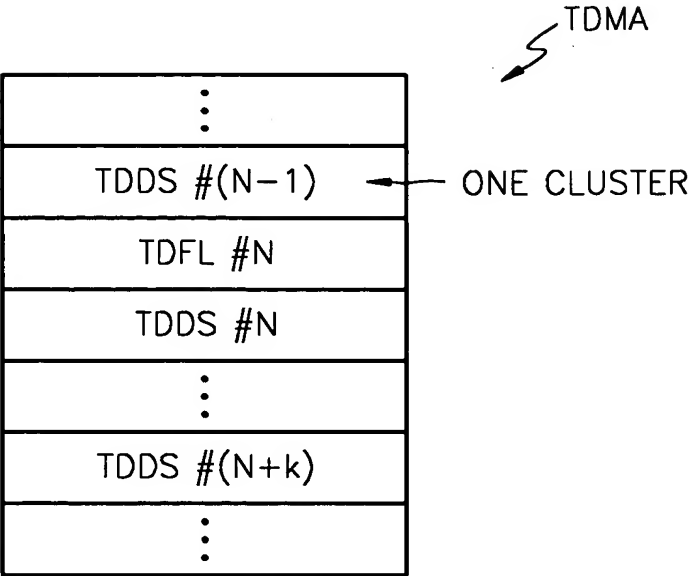 TDMA
⋮
TDDS #(N-1)
ONE CLUSTER
TDFL #N
TDDS #N
⋮
TDDS #(N+k)
⋮